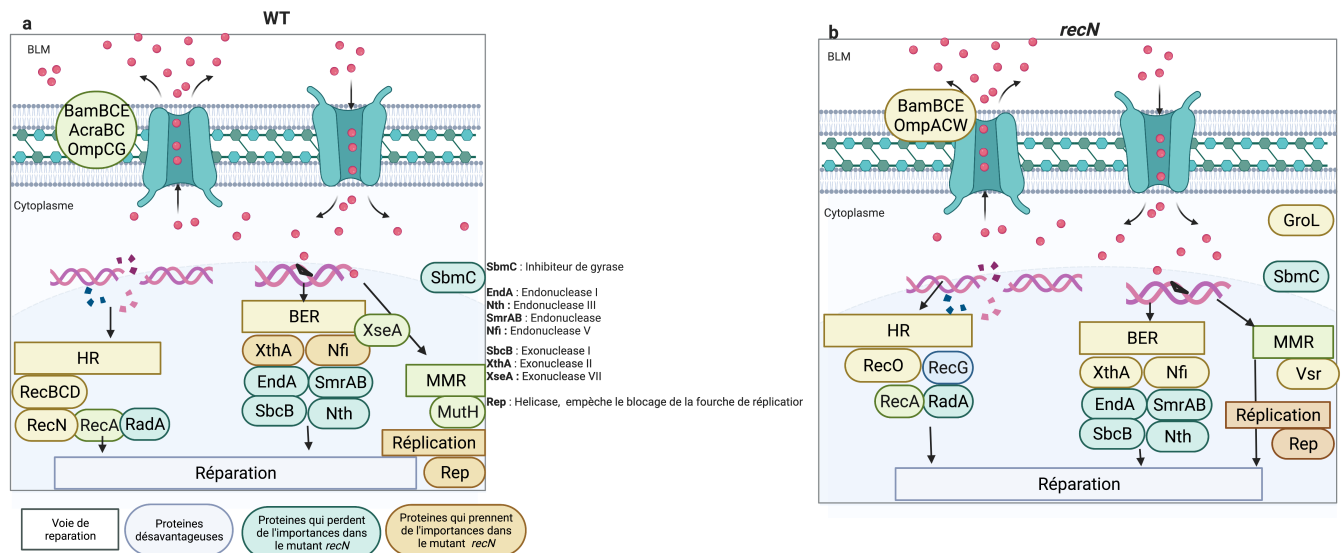 a
WT
BLM
BamBCE
AcraBC
OmpCG
Cytoplasme
SbmC
BER
XseA
XthA
Nfi
HR
EndA
SmrAB
SbcB
Nth
RecBCD
RecN
RecA
RadA
MMR
MutH
Réplication
Rep
Réparation
SbmC : Inhibiteur de gyrase
EndA : Endonuclease I
Nth : Endonuclease III
SmrAB : Endonuclease
Nfi : Endonuclease V
SbcB : Exonuclease I
XthA : Exonuclease II
XseA : Exonuclease VII
Rep : Helicase, empèche le blocage de la fourche de réplicatior
Voie de
reparation
Proteines
désavantageuses
Proteines qui perdent
de l'importances dans
le mutant recN
Proteines qui prennent
de l'importances dans
le mutant recN
b
recN
BLM
BamBCE
OmpACW
Cytoplasme
GroL
SbmC
HR
RecO
RecG
RecA
RadA
BER
XthA
Nfi
EndA
SmrAB
SbcB
Nth
MMR
Vsr
Réplication
Rep
Réparation